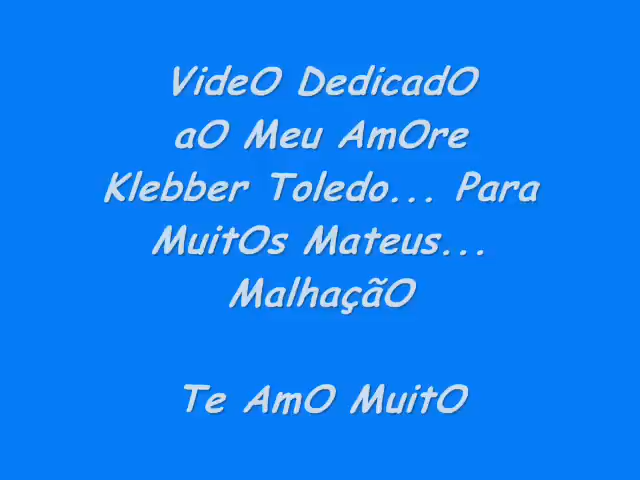 VideO DedicadO
aO Meu AmOre
Klebber Toledo... Para
MuitOs Mateus...
MalhaçãO
Te AmO MuitO